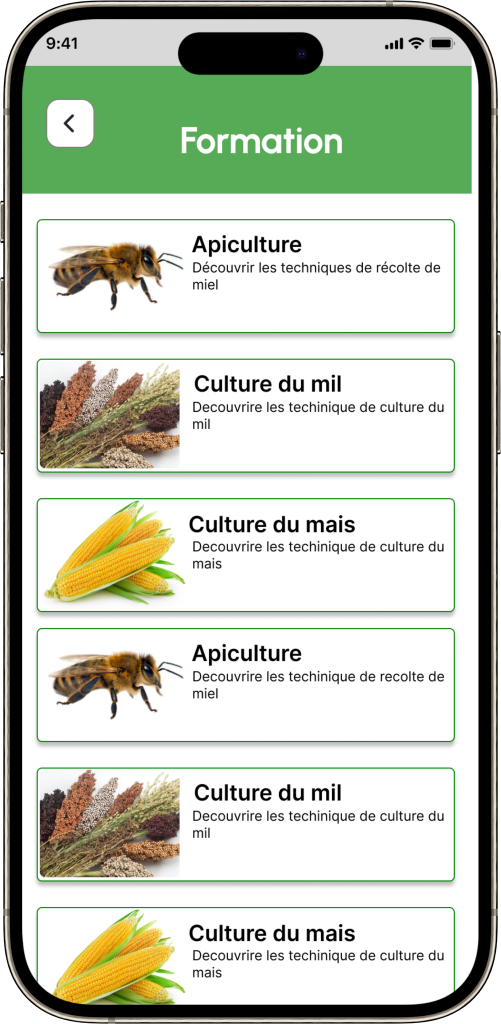 9:41
Formation
Apiculture
Découvrir les techniques de récolte de
miel
Culture du mil
Decouvrire les techinique de culture du
mil
Culture du mais
Decouvrire les techinique de culture du
mais
Apiculture
Decouvrire les techinique de recolte de
miel
Culture du mil
Decouvrire les techinique de culture du
mil
Culture du mais
Decouvrire les techinique de culture du
mais